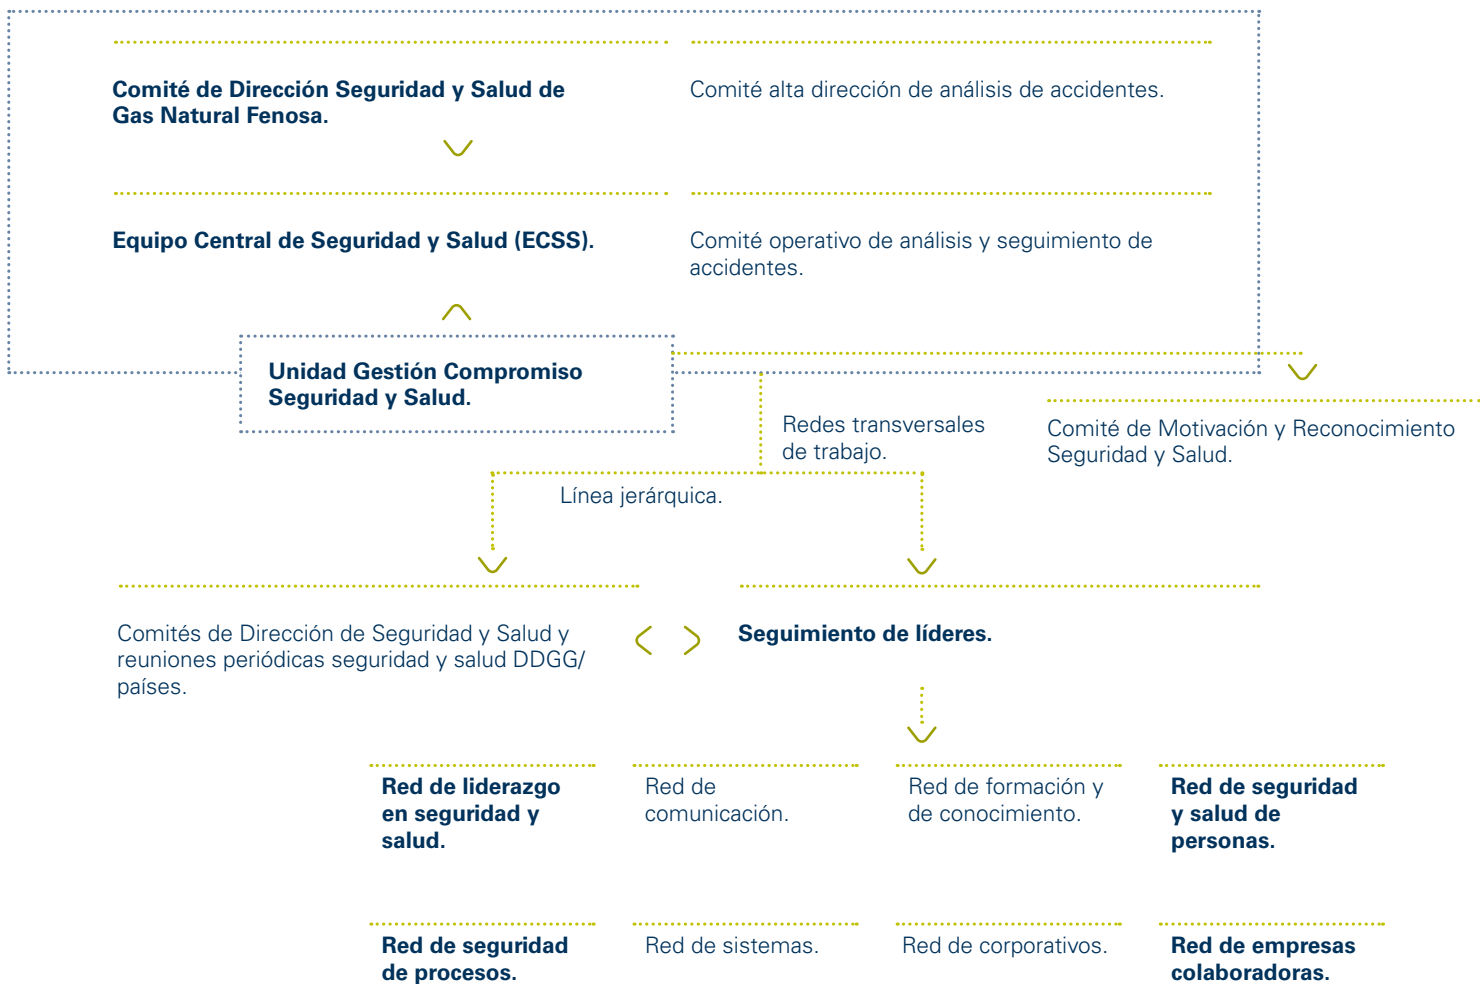 Comité de Dirección Seguridad y Salud de
Gas Natural Fenosa.
Comité alta dirección de análisis de accidentes.
Equipo Central de Seguridad y Salud (ECSS).
Comité operativo de análisis y seguimiento de
accidentes.
Unidad Gestión Compromiso
Seguridad y Salud.
Redes transversales
de trabajo.
Comité de Motivación y Reconocimiento
Seguridad y Salud.
Línea jerárquica.
Comités de Dirección de Seguridad y Salud y
reuniones periódicas seguridad y salud DDGG/
países.
Seguimiento de líderes.
Red de liderazgo
en seguridad y
salud.
Red de
comunicación.
Red de formación y
de conocimiento.
Red de seguridad
y salud de
personas.
Red de seguridad
de procesos.
Red de sistemas.
Red de corporativos.
Red de empresas
colaboradoras.